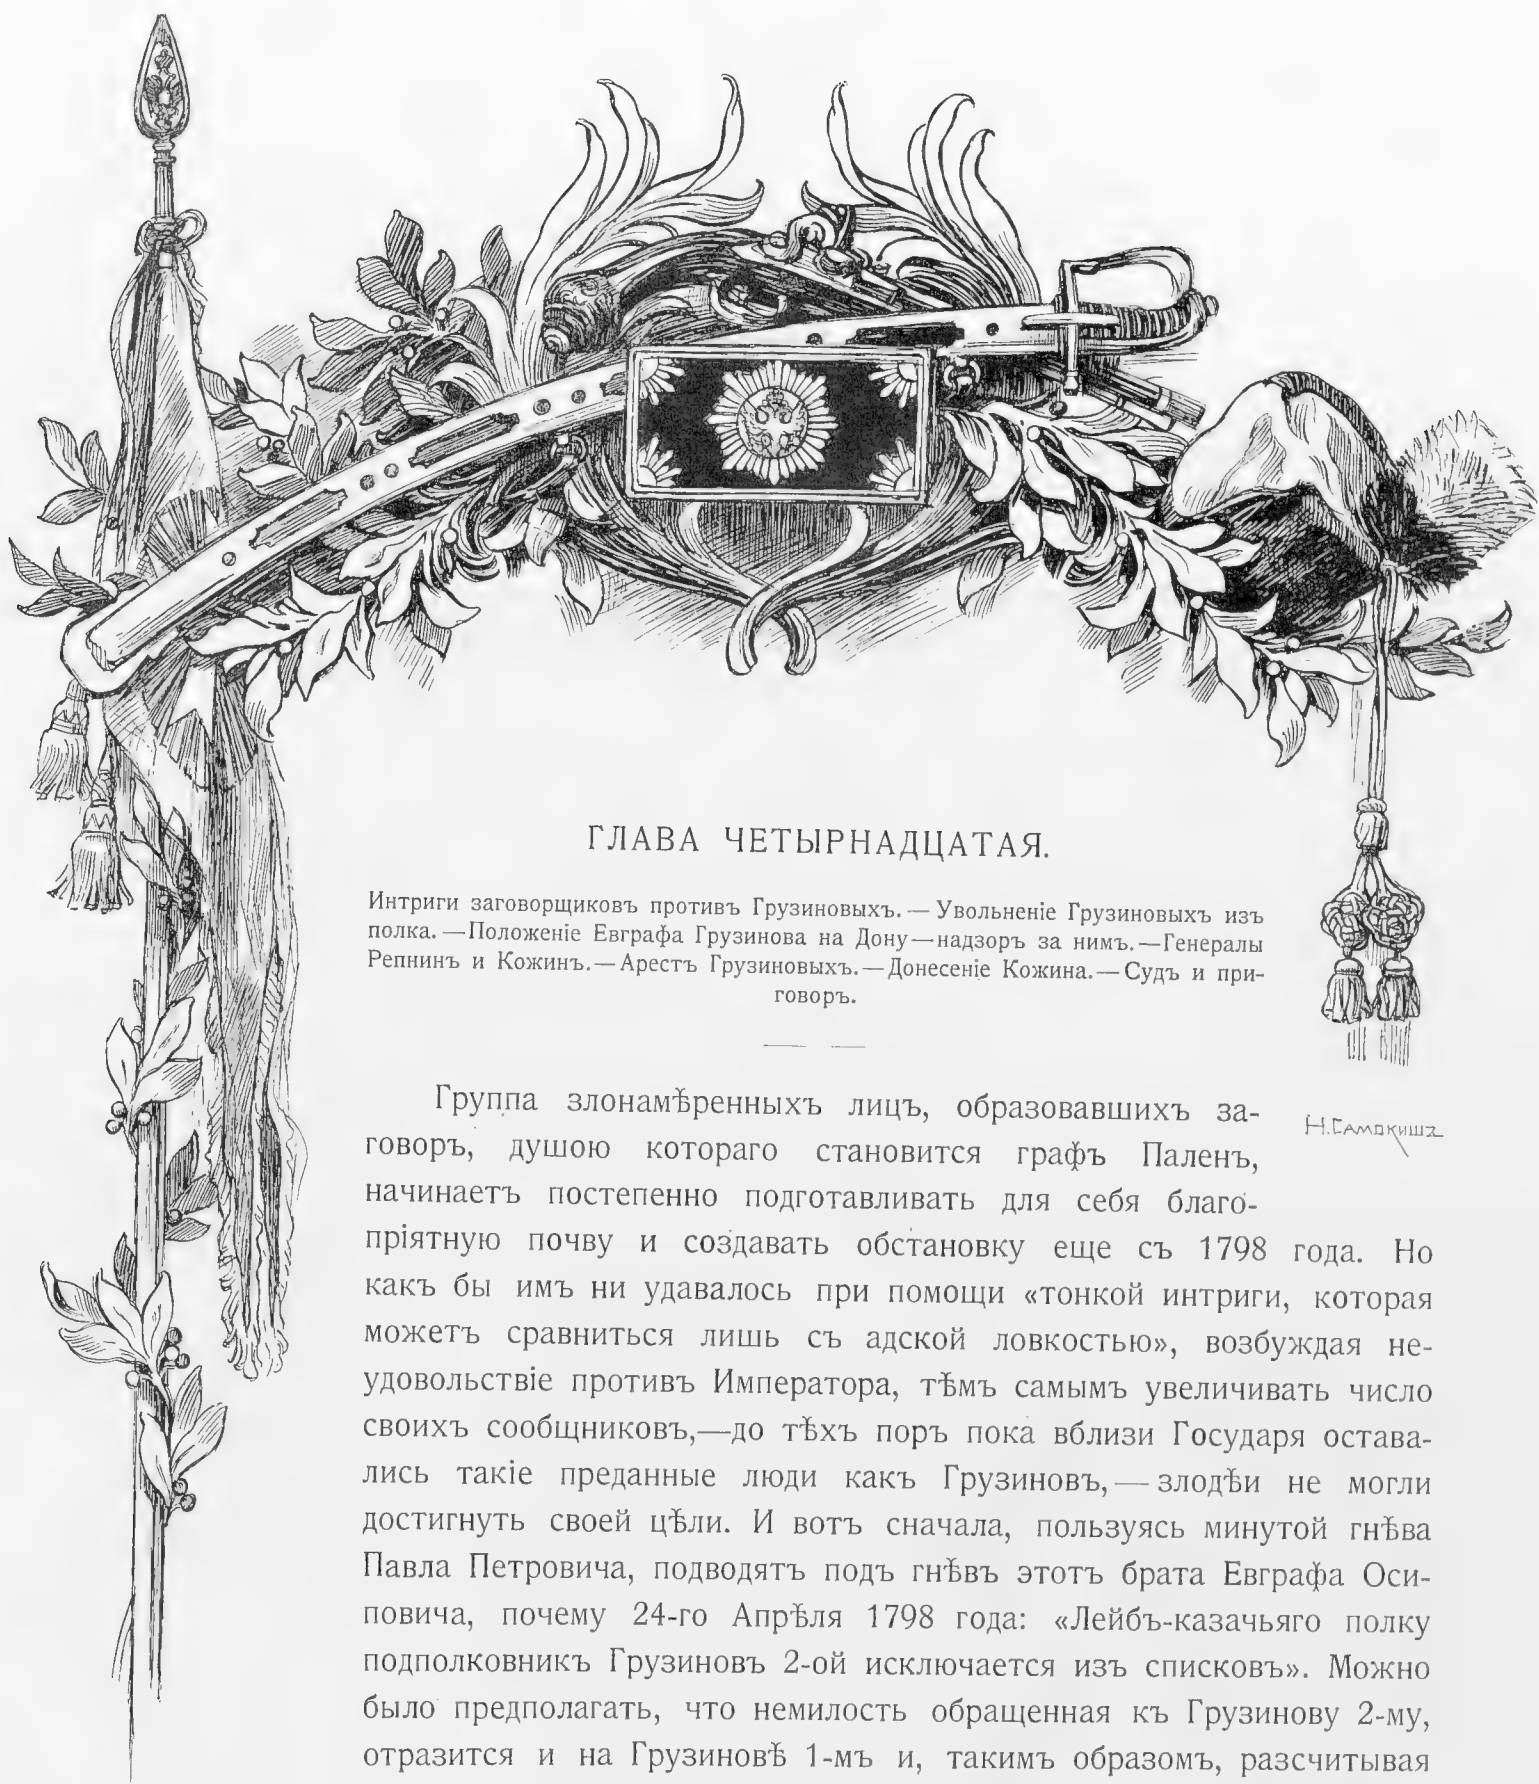 ГЛАВА ЧЕТЫРНАДЦАТАЯ.
Интриги заговорщиковъ противъ Грузиновыхъ. — Увольненіе Грузиновыхъ изъ
полка. — Положеніе Евграфа Грузинова на Дону — надзоръ за нимъ. — Генералы
Репнинъ и Кожинъ. — Арестъ Грузиновыхъ. — Донесеніе Кожина. — Судъ и при-
говоръ.
Группа злонамѣренныхъ лицъ, образовавшихъ за-
говоръ, душою котораго становится графъ Паленъ,
начинаетъ постепенно подготавливать для себя благо-
пріятную почву и создавать обстановку еще съ 1798 года. Но
какъ бы имъ ни удавалось при помощи «тонкой интриги, которая
можетъ сравниться лишь съ адской ловкостью», возбуждая не-
удовольствіе противъ Императора, тѣмъ самымъ увеличивать число
своихъ сообщниковъ,—до тѣхъ поръ пока вблизи Государя остава-
лись такіе преданные люди какъ Грузиновъ, — злодѣи не могли
достигнуть своей цѣли. И вотъ сначала, пользуясь минутой гнѣва
Павла Петровича, подводятъ подъ гнѣвъ этотъ брата Евграфа Оси-
повича, почему 24-го Апрѣля 1798 года: «Лейбъ-казачьяго полку
подполковникъ Грузиновъ 2-ой исключается изъ списковъ». Можно
было предполагать, что немилость обращенная къ Грузинову 2-му,
отразится и на Грузиновѣ 1-мъ и, такимъ образомъ, разсчитывая
Н. Самокишъ